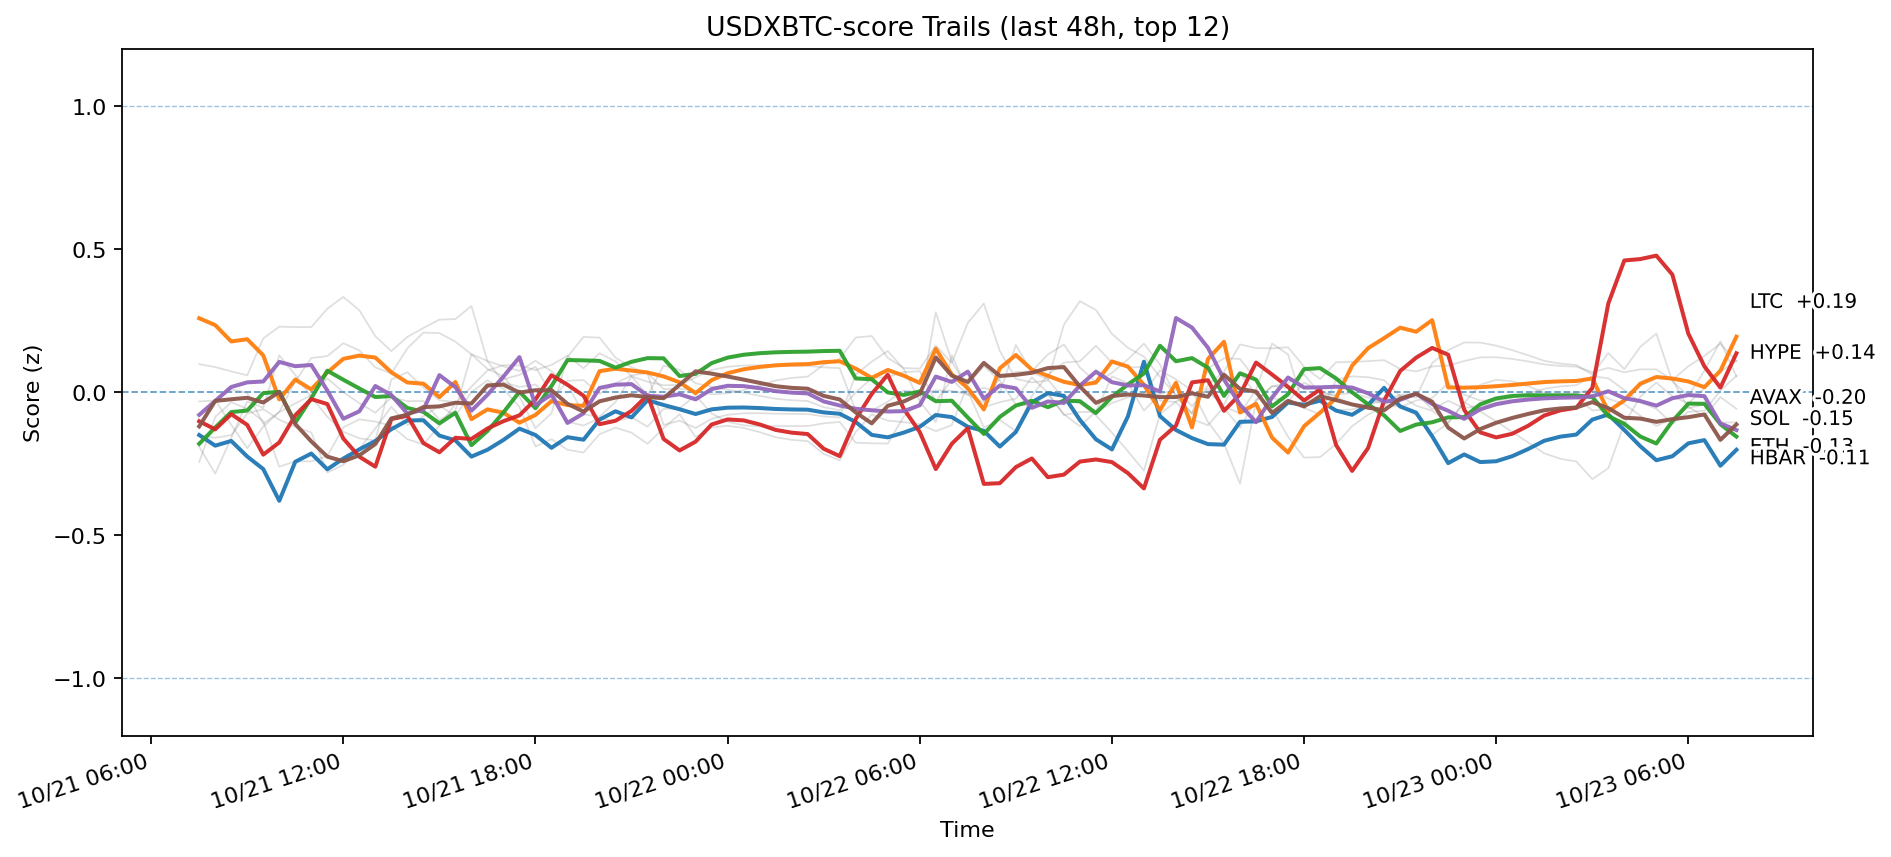 USDXBTC-score Trails (last 48h, top 12)
Score (z)
1.0
0.5
0.0
−0.5
−1.0
LTC +0.19
HYPE +0.14
AVAX -0.20
SOL -0.15
ETH -0.13
HBAR -0.11
10/21 06:00
10/21 12:00
10/21 18:00
10/22 00:00
10/22 06:00
10/22 12:00
10/22 18:00
10/23 00:00
10/23 06:00
Time